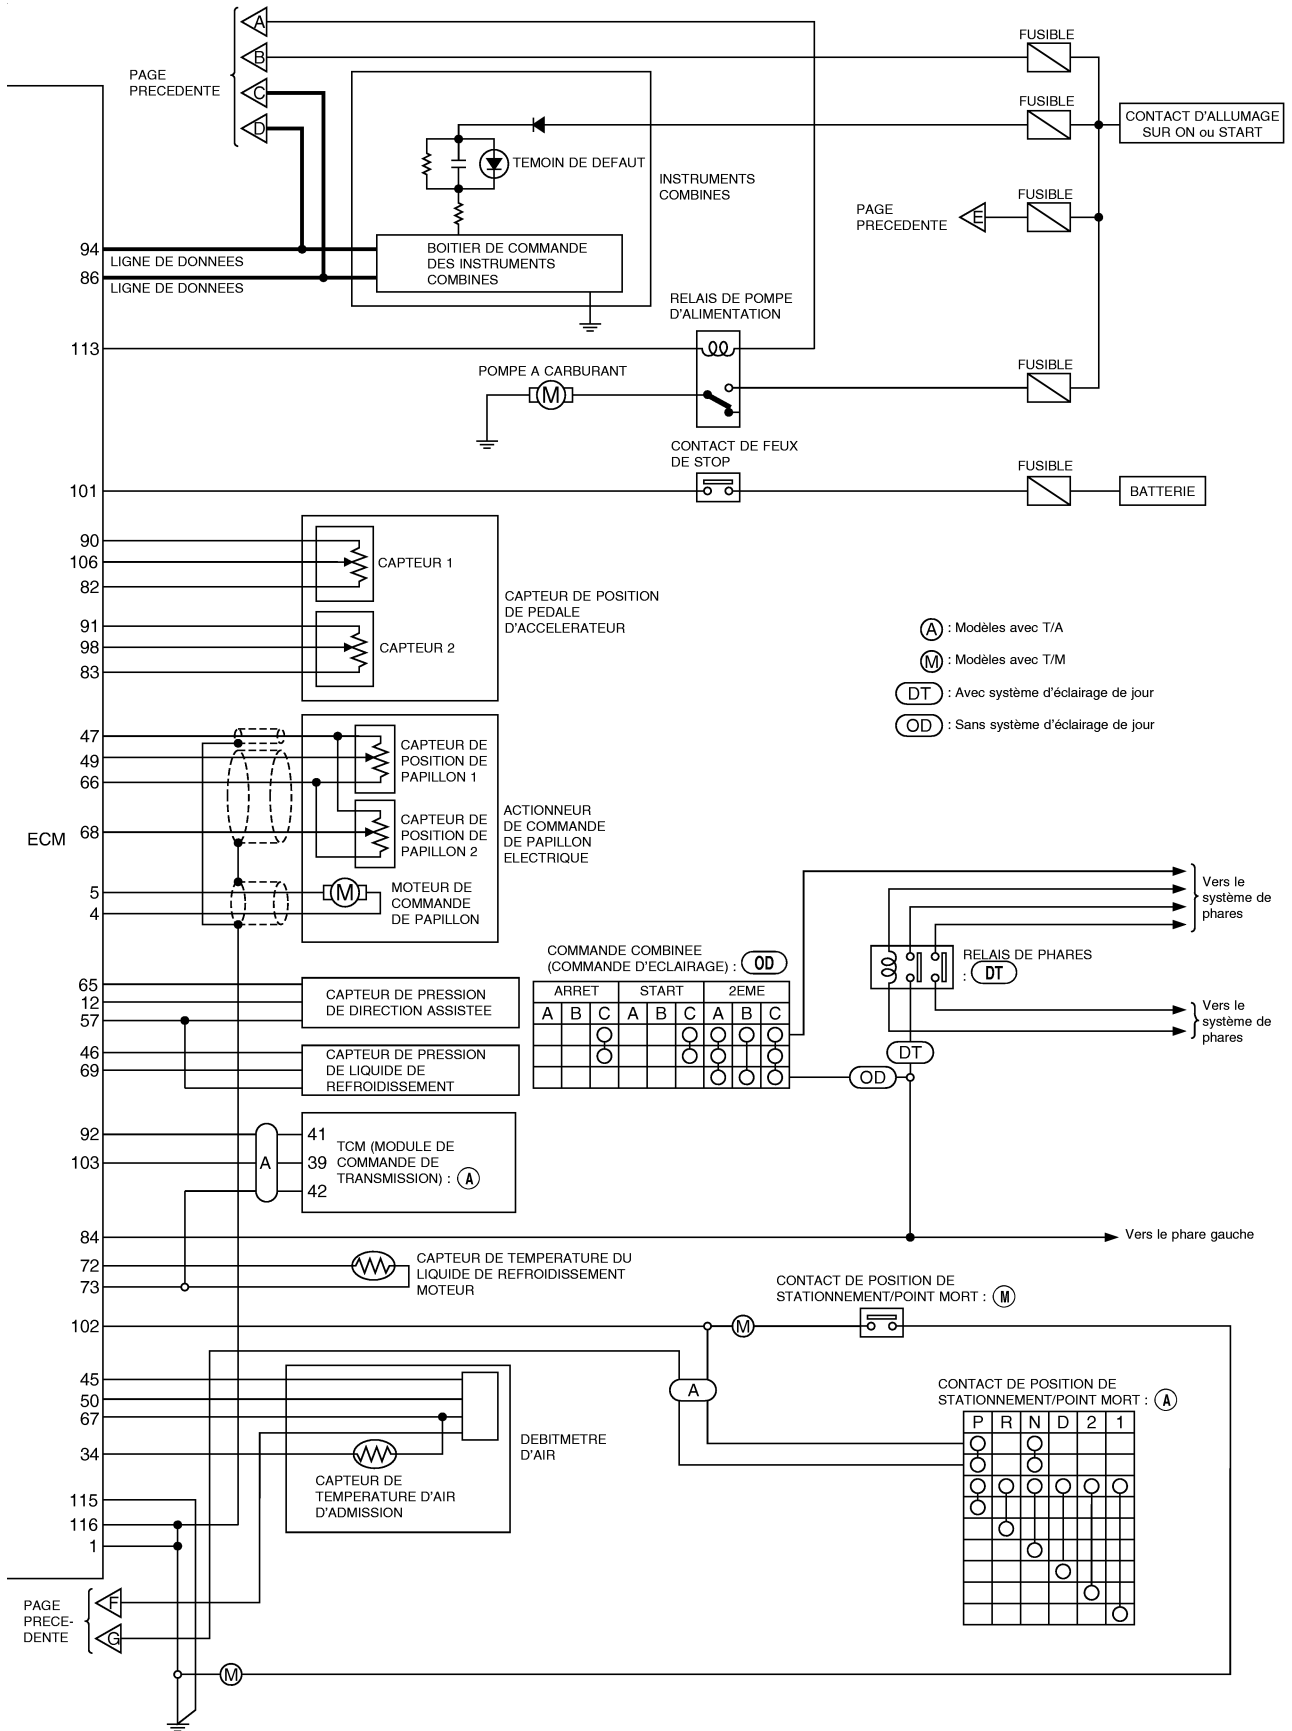 A
B
PAGE
PRECEDENTE
C
D
FUSIBLE
FUSIBLE
CONTACT D'ALLUMAGE
SUR ON ou START
TEMOIN DE DEFAUT
INSTRUMENTS
COMBINES
FUSIBLE
PAGE
PRECEDENTE
E
94
LIGNE DE DONNEES
86
LIGNE DE DONNEES
BOITIER DE COMMANDE
DES INSTRUMENTS
COMBINES
RELAIS DE POMPE
D'ALIMENTATION
113
POMPE A CARBURANT
M
FUSIBLE
CONTACT DE FEUX
DE STOP
FUSIBLE
101
BATTERIE
90
106
82
CAPTEUR 1
91
98
83
CAPTEUR 2
CAPTEUR DE POSITION
DE PEDALE
D'ACCELERATEUR
A : Modèles avec T/A
M : Modèles avec T/M
DT : Avec système d'éclairage de jour
OD : Sans système d'éclairage de jour
47
49
66
CAPTEUR DE
POSITION DE
PAPILLON 1
ECM
68
CAPTEUR DE
POSITION DE
PAPILLON 2
ACTIONNEUR
DE COMMANDE
DE PAPILLON
ELECTRIQUE
5
4
M
MOTEUR DE
COMMANDE
DE PAPILLON
Vers le
système de
phares
COMMANDE COMBINEE
(COMMANDE D'ECLAIRAGE) : OD
RELAIS DE PHARES
: DT
ARRET START 2EME
A B C A B C A B C
Vers le
système de
phares
DT
OD
65
12
57
CAPTEUR DE PRESSION
DE DIRECTION ASSISTEE
46
69
CAPTEUR DE PRESSION
DE LIQUIDE DE
REFROIDISSEMENT
92
103
A
41
39
42
TCM (MODULE DE
COMMANDE DE
TRANSMISSION) : A
84
Vers le phare gauche
72
73
CAPTEUR DE TEMPERATURE DU
LIQUIDE DE REFROIDISSEMENT
MOTEUR
CONTACT DE POSITION DE
STATIONNEMENT/POINT MORT : M
102
M
A
45
50
67
34
DEBITMETRE
D'AIR
CAPTEUR DE
TEMPERATURE D'AIR
D'ADMISSION
CONTACT DE POSITION DE
STATIONNEMENT/POINT MORT : A
P R N D 2 1
115
116
1
PAGE
PRECE-
DENTE
F
G
M